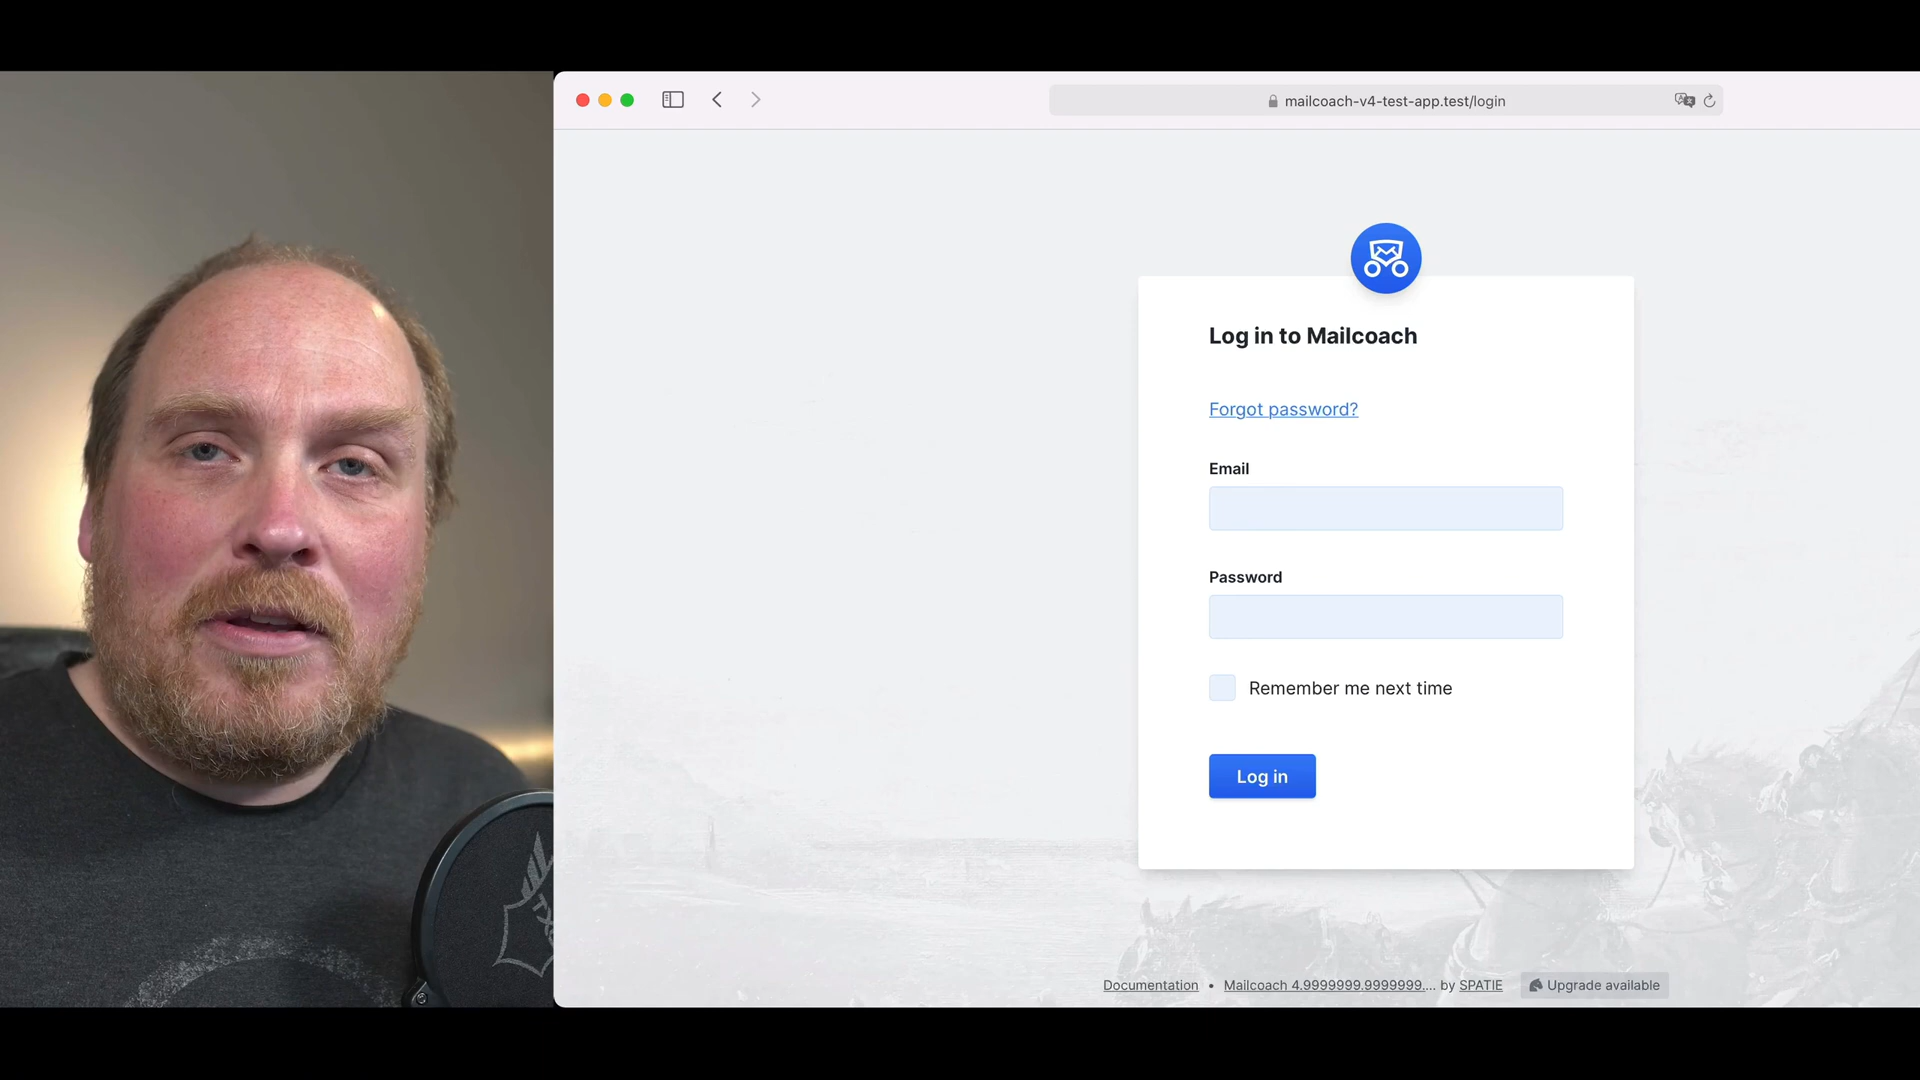 mailcoach-v4-test-app.test/login
Log in to Mailcoach
Forgot password?
Email
Password
Remember me next time
Log in
Documentation • Mailcoach 4.9999999.9999999.... by SPATIE Upgrade available